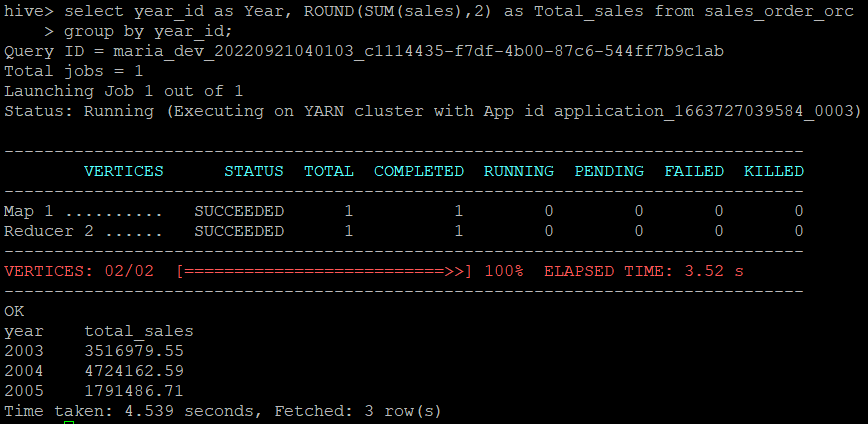 hive> select year_id as Year, ROUND(SUM(sales),2) as Total_sales from sales_order_orc
    > group by year_id;
Query ID = maria_dev_20220921040103_c1114435-f7df-4b00-87c6-544ff7b9c1ab
Total jobs = 1
Launching Job 1 out of 1
Status: Running (Executing on YARN cluster with App id application_1663727039584_0003)
--------------------------------------------------------------------------------
        VERTICES      STATUS  TOTAL  COMPLETED  RUNNING  PENDING  FAILED  KILLED
--------------------------------------------------------------------------------
Map 1 ..........   SUCCEEDED      1          1        0        0       0       0
Reducer 2 ......   SUCCEEDED      1          1        0        0       0       0
--------------------------------------------------------------------------------
VERTICES: 02/02  [==========================>>] 100%  ELAPSED TIME: 3.52 s
--------------------------------------------------------------------------------
OK
year    total_sales
2003    3516979.55
2004    4724162.59
2005    1791486.71
Time taken: 4.539 seconds, Fetched: 3 row(s)